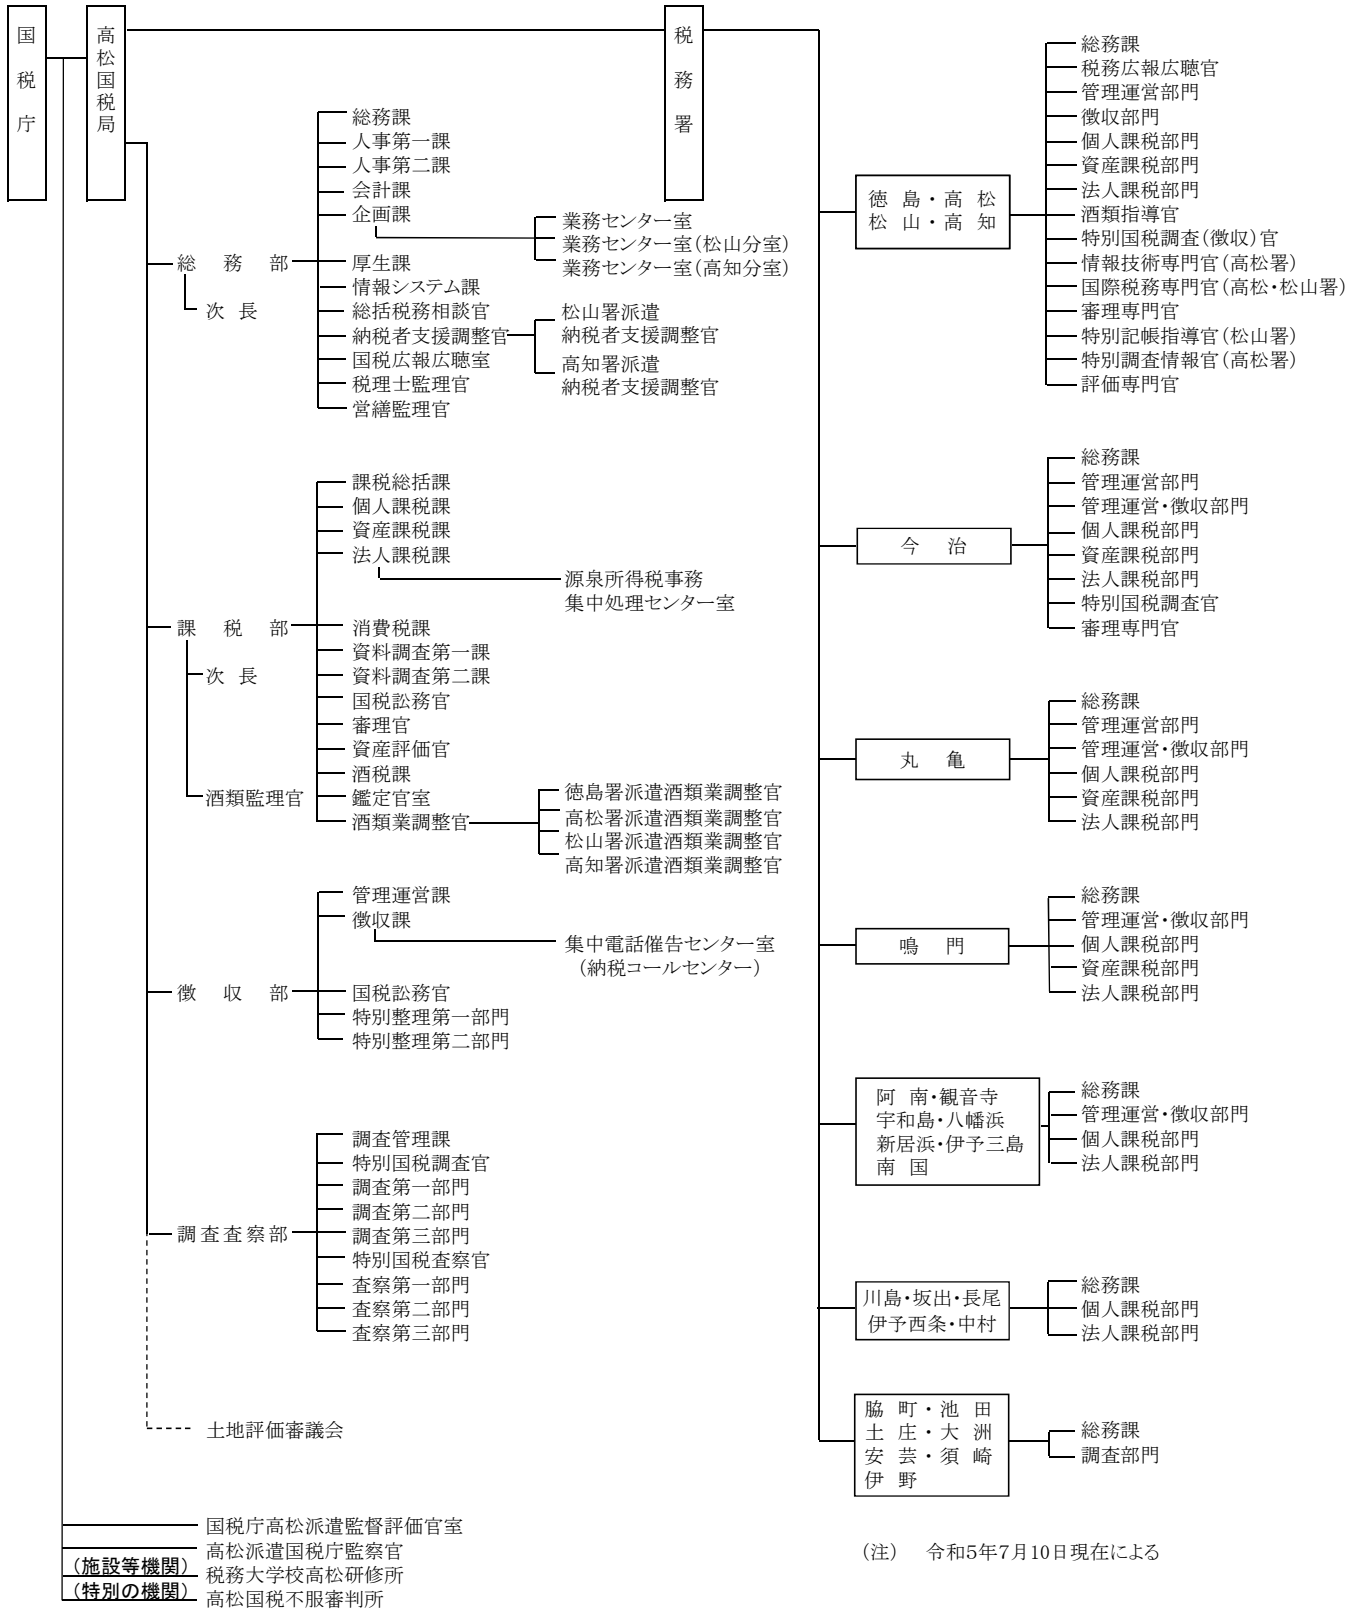 国税庁
高松国税局
税務署
総務部
次長
総務課
人事第一課
人事第二課
会計課
企画課
業務センター室
業務センター室(松山分室)
業務センター室(高知分室)
厚生課
情報システム課
総括税務相談官
納税者支援調整官
松山署派遣
納税者支援調整官
高知署派遣
納税者支援調整官
国税広報広聴室
税理士監理官
営繕監理官
課税部
次長
酒類監理官
課税総括課
個人課税課
資産課税課
法人課税課
源泉所得税事務
集中処理センター室
消費税課
資料調査第一課
資料調査第二課
国税訟務官
審理官
資産評価官
酒税課
鑑定官室
酒類業調整官
徳島署派遣酒類業調整官
高松署派遣酒類業調整官
松山署派遣酒類業調整官
高知署派遣酒類業調整官
徴収部
管理運営課
徴収課
集中電話催告センター室
(納税コールセンター)
国税訟務官
特別整理第一部門
特別整理第二部門
調査査察部
調査管理課
特別国税調査官
調査第一部門
調査第二部門
調査第三部門
特別国税査察官
査察第一部門
査察第二部門
査察第三部門
土地評価審議会
国税庁高松派遣監督評価官室
高松派遣国税庁監察官
(施設等機関) 税務大学校高松研修所
(特別の機関) 高松国税不服審判所
徳島・高松
松山・高知
総務課
税務広報広聴官
管理運営部門
徴収部門
個人課税部門
資産課税部門
法人課税部門
酒類指導官
特別国税調査(徴収)官
情報技術専門官(高松署)
国際税務専門官(高松・松山署)
審理専門官
特別記帳指導官(松山署)
特別調査情報官(高松署)
評価専門官
今治
総務課
管理運営部門
管理運営・徴収部門
個人課税部門
資産課税部門
法人課税部門
特別国税調査官
審理専門官
丸亀
総務課
管理運営部門
管理運営・徴収部門
個人課税部門
資産課税部門
法人課税部門
鳴門
総務課
管理運営・徴収部門
個人課税部門
資産課税部門
法人課税部門
阿南・観音寺
宇和島・八幡浜
新居浜・伊予三島
南国
総務課
管理運営・徴収部門
個人課税部門
法人課税部門
川島・坂出・長尾
伊予西条・中村
総務課
個人課税部門
法人課税部門
脇町・池田
土庄・大洲
安芸・須崎
伊野
総務課
調査部門
(注) 令和5年7月10日現在による